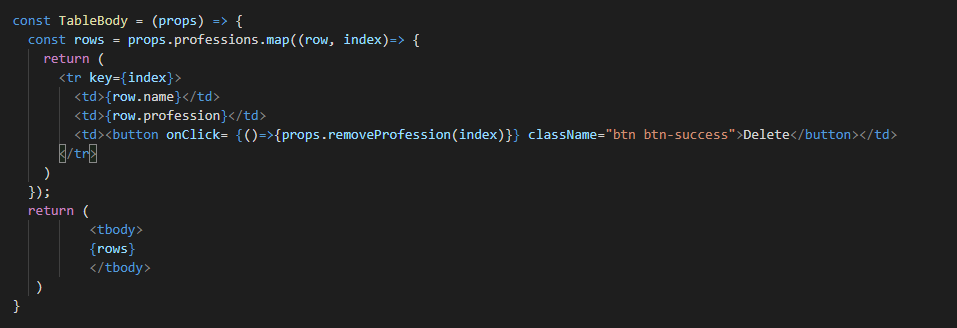 const TableBody = (props) => {
  const rows = props.professions.map((row, index)=> {
    return (
      <tr key={index}>
        <td>{row.name}</td>
        <td>{row.profession}</td>
        <td><button onClick= {()=>{props.removeProfession(index)}} className="btn btn-success">Delete</button></td>
      </tr>
    )
  });
  return (
          <tbody>
          {rows}
          </tbody>
   )
}